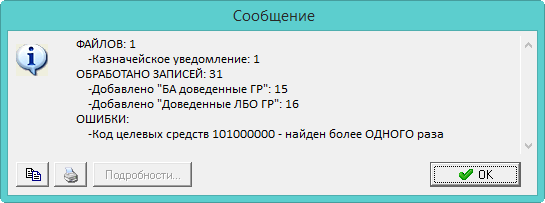 Сообщение
ФАЙЛОВ: 1
-Казначейское уведомление: 1
ОБРАБОТАНО ЗАПИСЕЙ: 31
-Добавлено "БА доведенные ГР": 15
-Добавлено "Доведенные ЛБО ГР": 16
ОШИБКИ:
-Код целевых средств 101000000 - найден более ОДНОГО раза
Подробности... OK